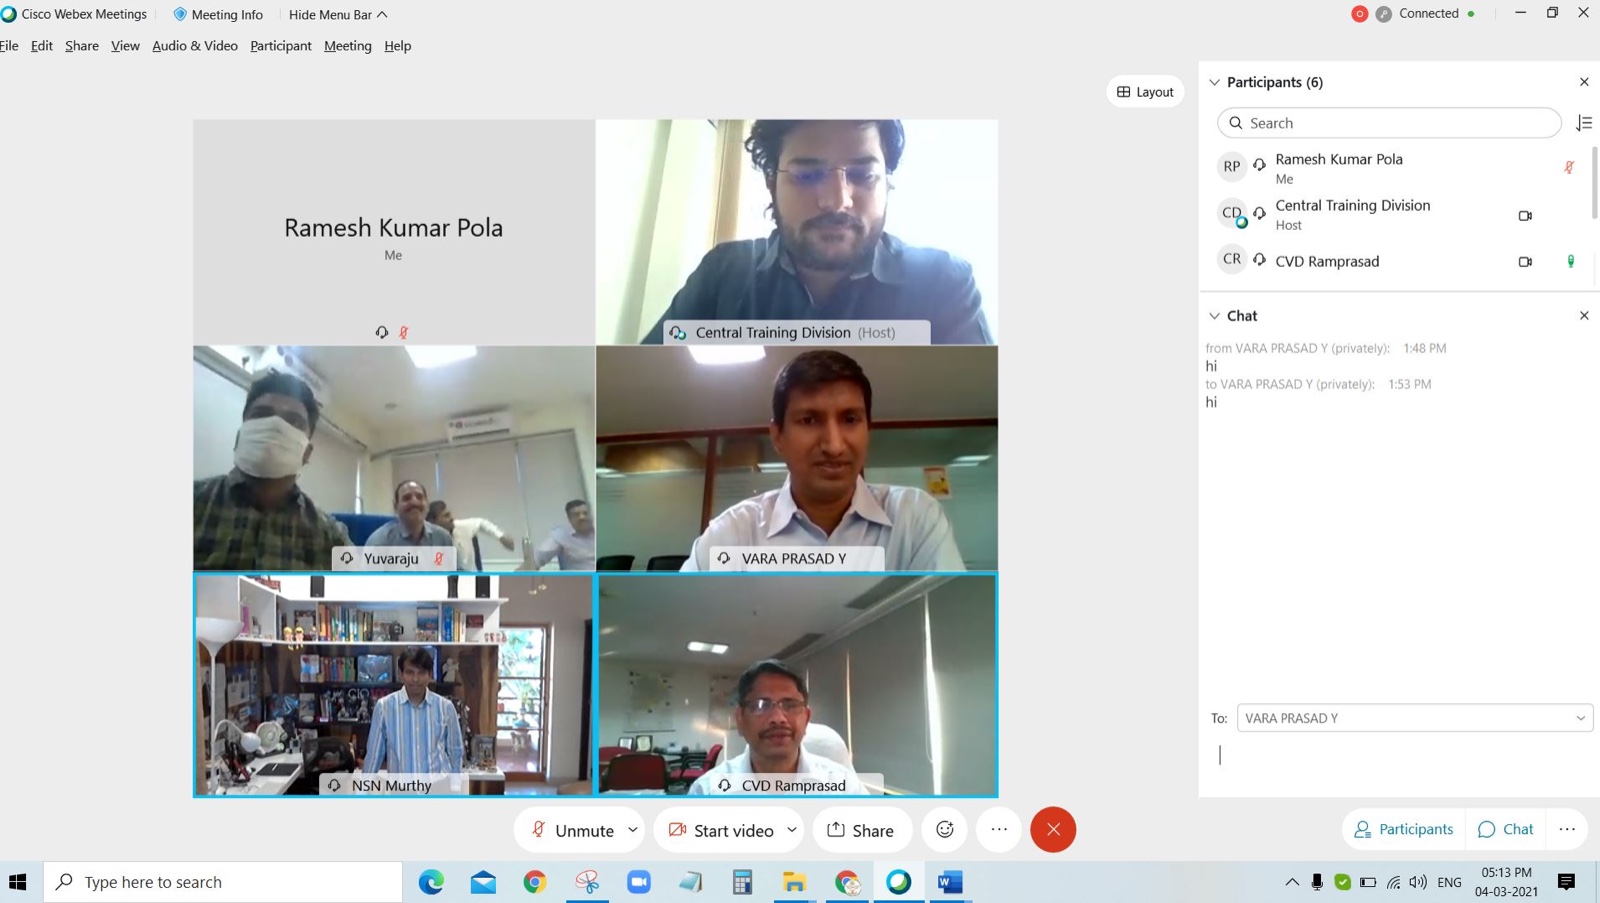 Cisco Webex Meetings
Meeting Info
Hide Menu Bar
Connected
File Edit Share View Audio & Video Participant Meeting Help
Layout
Participants (6)
Search
RP
Ramesh Kumar Pola
Me
CD
Central Training Division
Host
CR
CVD Ramprasad
Ramesh Kumar Pola
Me
Central Training Division (Host)
Yuvaraju
VARA PRASAD Y
NSN Murthy
CVD Ramprasad
Chat
from VARA PRASAD Y (privately): 1:48 PM
hi
to VARA PRASAD Y (privately): 1:53 PM
hi
To: VARA PRASAD Y
Unmute
Start video
Share
Participants
Chat
Type here to search
ENG
05:13 PM
04-03-2021